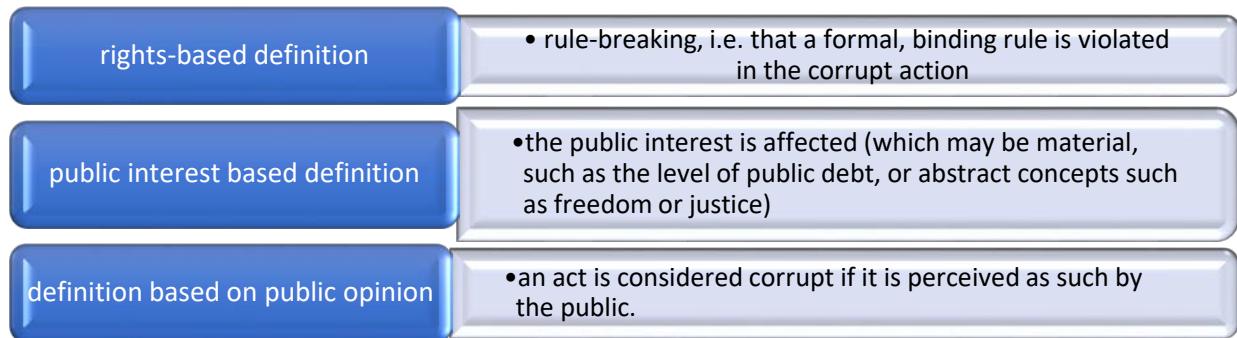 rights-based definition
• rule-breaking, i.e. that a formal, binding rule is violated
in the corrupt action
public interest based definition
•the public interest is affected (which may be material,
such as the level of public debt, or abstract concepts such
as freedom or justice)
definition based on public opinion
•an act is considered corrupt if it is perceived as such by
the public.